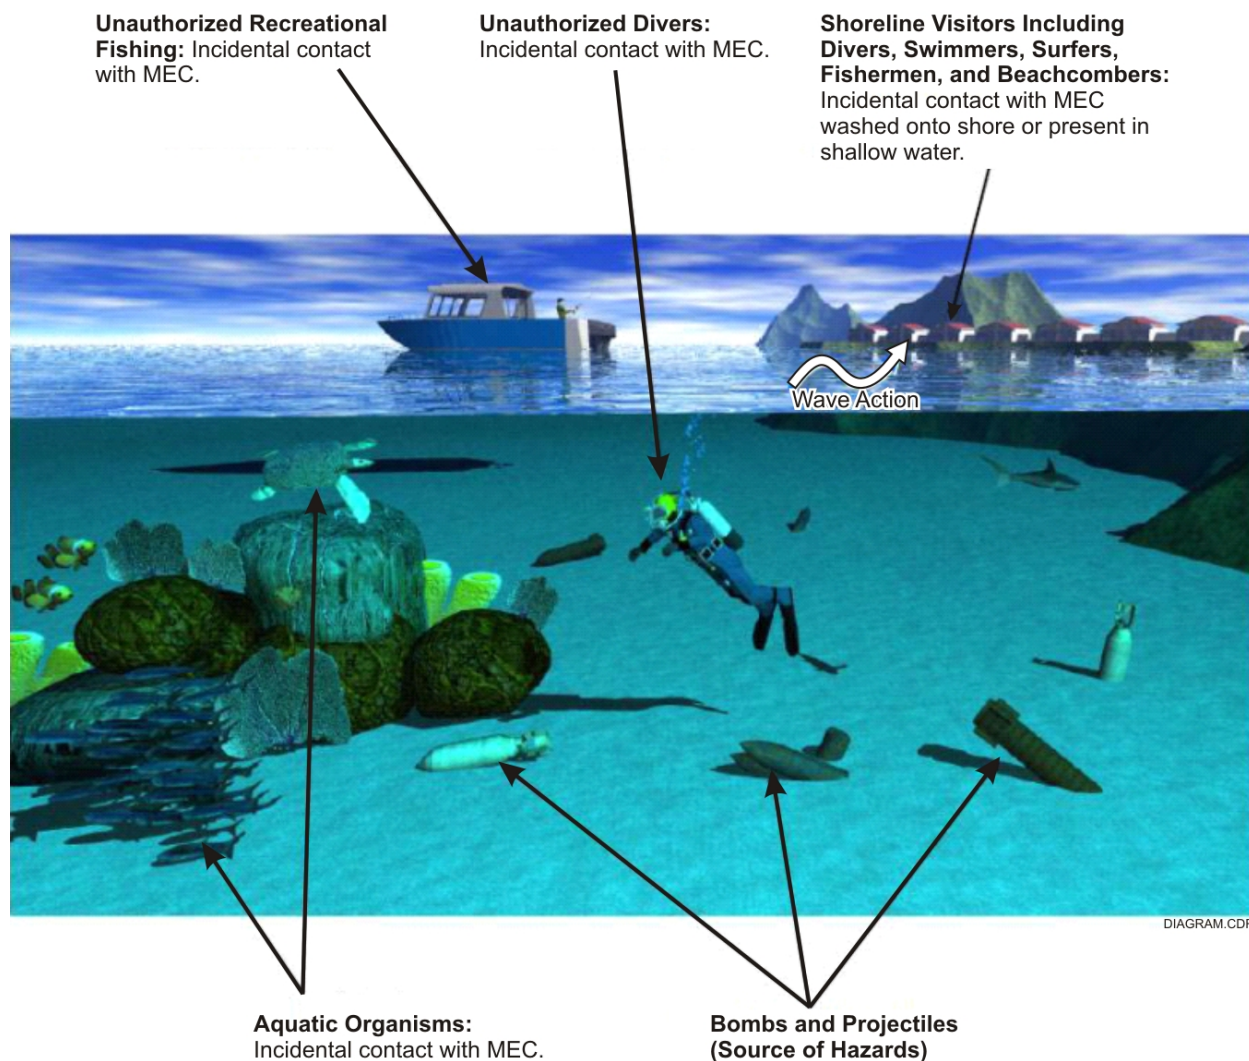 Unauthorized Recreational
Fishing: Incidental contact
with MEC.
Unauthorized Divers:
Incidental contact with MEC.
Shoreline Visitors Including
Divers, Swimmers, Surfers,
Fishermen, and Beachcombers:
Incidental contact with MEC
washed onto shore or present in
shallow water.
Wave Action
DIAGRAM.CDR
Aquatic Organisms:
Incidental contact with MEC.
Bombs and Projectiles
(Source of Hazards)